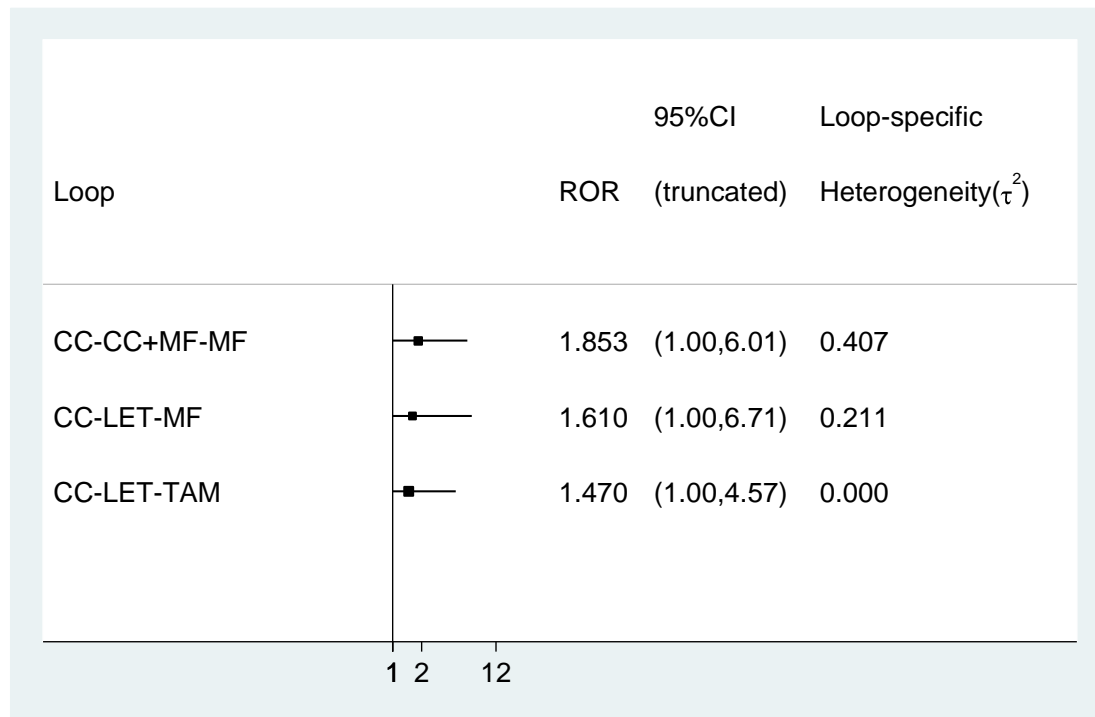 95%CI Loop-specific
Loop ROR (truncated) Heterogeneity(τ²)
CC-CC+MF-MF 1.853 (1.00,6.01) 0.407
CC-LET-MF 1.610 (1.00,6.71) 0.211
CC-LET-TAM 1.470 (1.00,4.57) 0.000
1 2 12